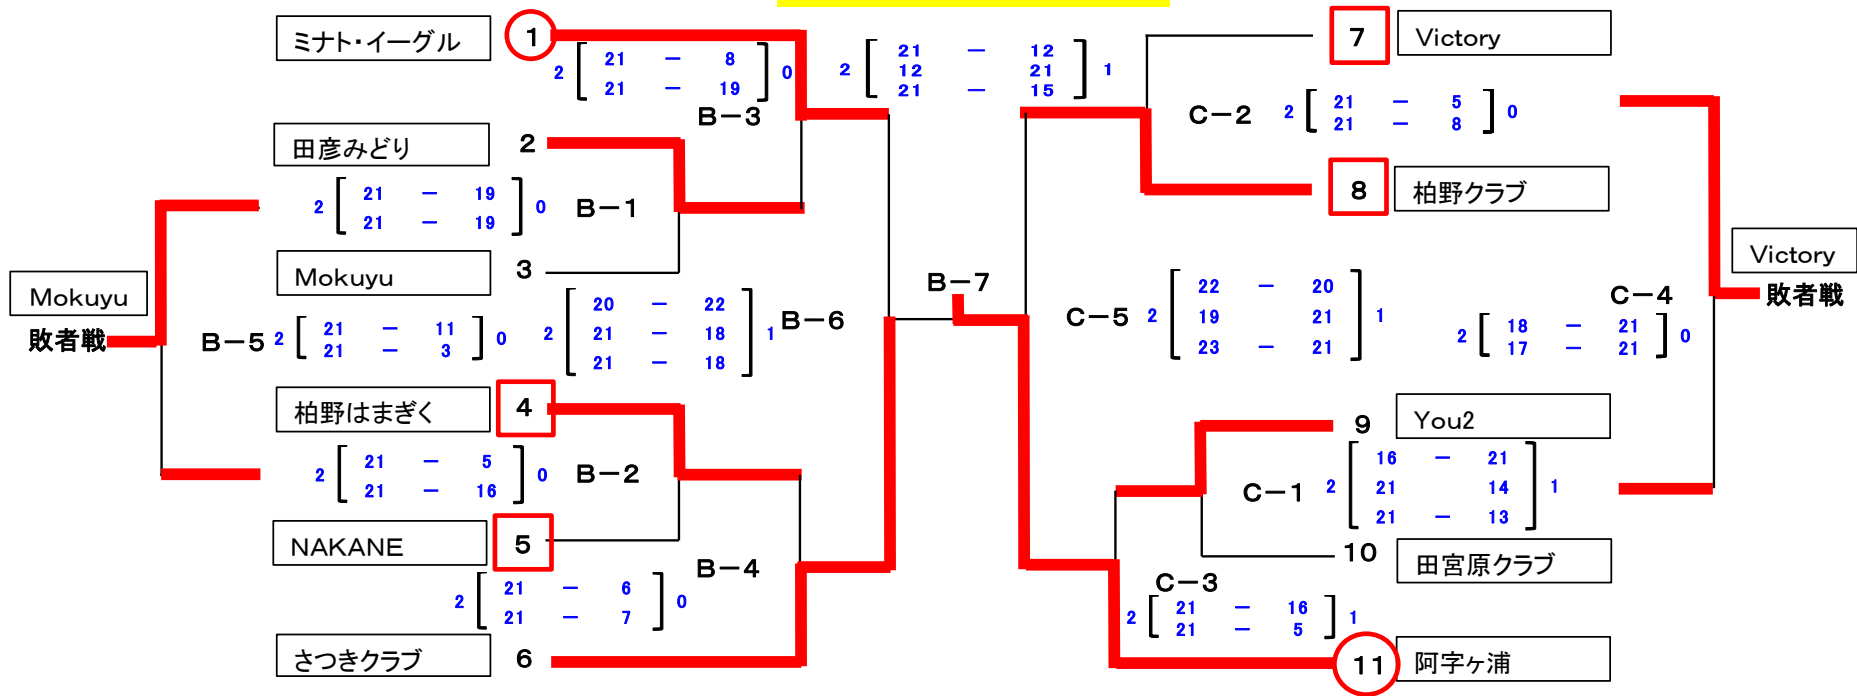 ミナト・イーグル 1
2 [ 21 － 8 ] 0
21 － 19
B－3
田彦みどり 2
2 [ 21 － 19 ] 0
21 － 19
B－1
Mokuyu 3
Mokuyu
敗者戦
B－5
2 [ 21 － 11 ] 0
21 － 3
2 [ 20 － 22 ] 1
21 － 18
21 － 18
B－6
柏野はまぎく 4
2 [ 21 － 5 ] 0
21 － 16
B－2
NAKANE 5
B－4
2 [ 21 － 6 ] 0
21 － 7
さつきクラブ 6
2 [ 21 － 12 ] 1
12 21
21 － 15
B－7
7 Victory
C－2
2 [ 21 － 5 ] 0
21 － 8
8 柏野クラブ
Victory
敗者戦
C－4
C－5
2 [ 22 － 20 ] 1
19 21
23 － 21
2 [ 18 － 21 ] 0
17 － 21
9 You2
C－1
2 [ 16 － 21 ] 1
21 14
21 － 13
10 田宮原クラブ
C－3
2 [ 21 － 16 ] 1
21 － 5
11 阿字ヶ浦